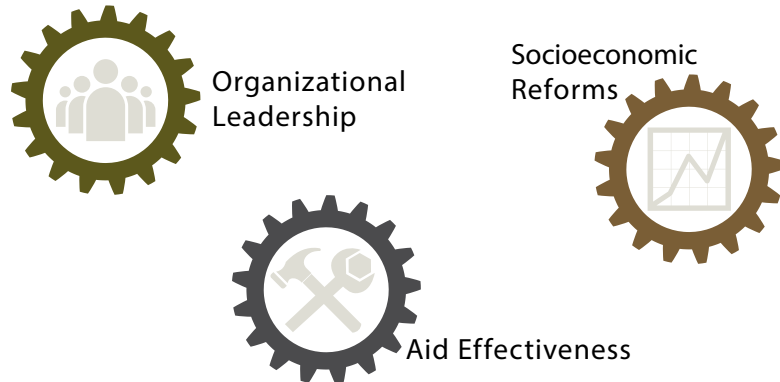 Organizational
Leadership
Socioeconomic
Reforms
Aid Effectiveness